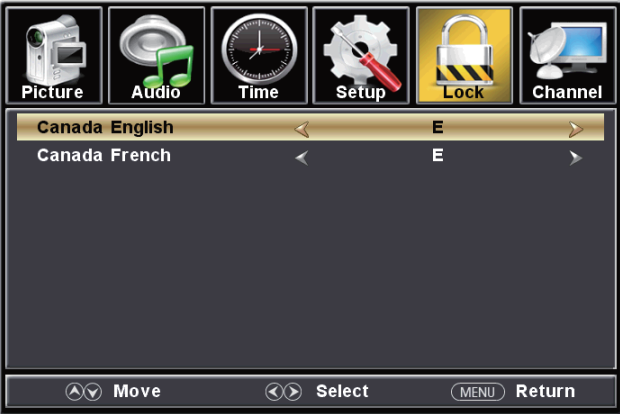 Picture Audio Time Setup Lock Channel
Canada English E
Canada French E
Move Select MENU Return